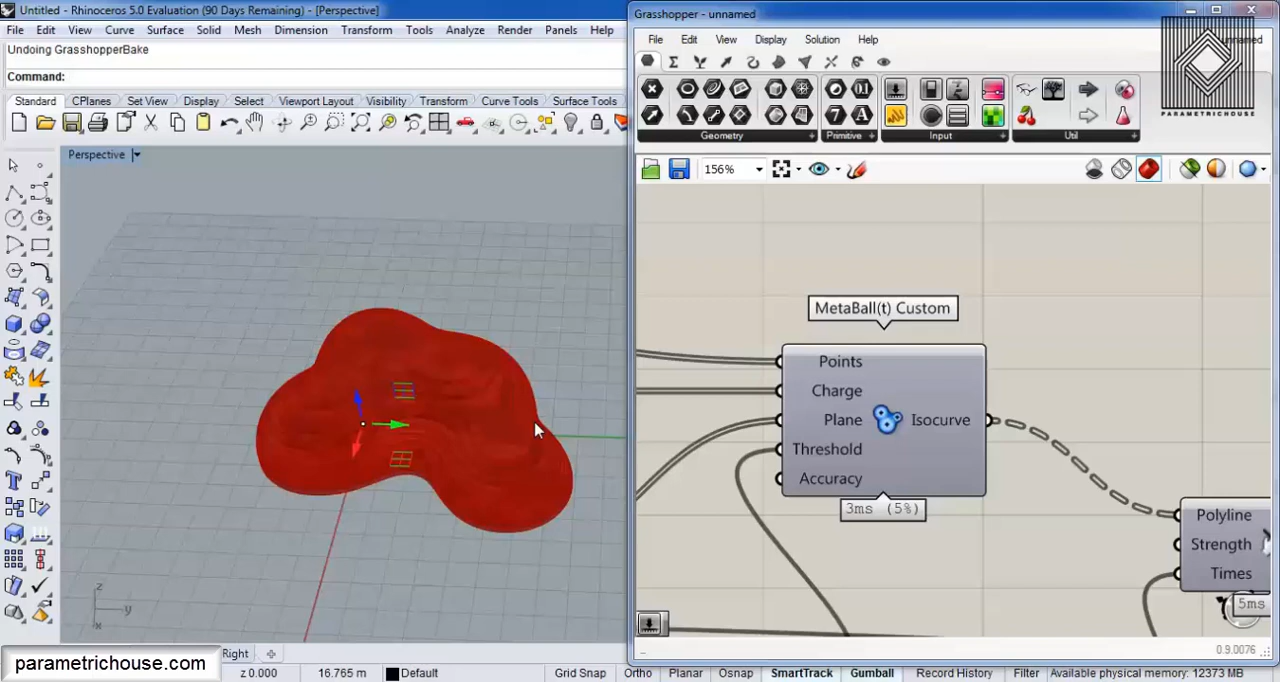 Untitled - Rhinoceros 5.0 Evaluation (90 Days Remaining) - [Perspective]
File Edit View Curve Surface Solid Mesh Dimension Transform Tools Analyze Render Panels Help
Undoing GrasshopperBake
Command:
Standard CPlanes Set View Display Select Viewport Layout Visibility Transform Curve Tools Surface Tools
Perspective
z
y
x
Right
z 0.000 16.765 m Default Grid Snap Ortho Planar Osnap SmartTrack Gumball Record History Filter Available physical memory: 12373 MB
parametrichouse.com
Grasshopper - unnamed
File Edit View Display Solution Help
unnamed
PARAMETRICHOUSE
Geometry Primitive Input Util
156%
MetaBall(t) Custom
Points
Charge
Plane Isocurve
Threshold
Accuracy
3ms (5%)
Polyline
Strength
Times
5ms
0.9.0076